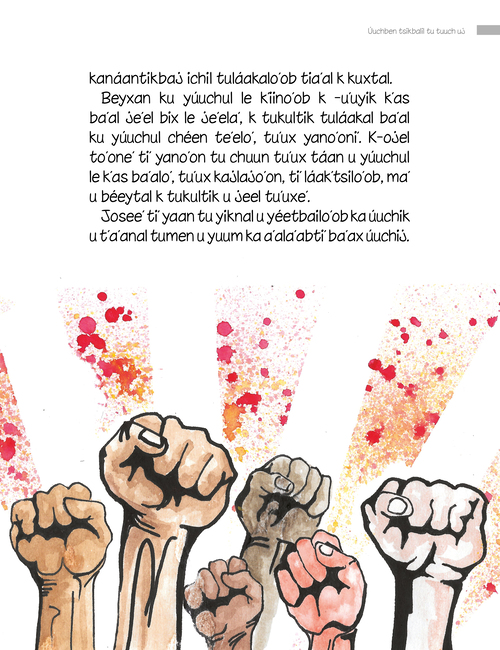 Úuchben tsikbalil tu tuuch uj
kanáantikbaj ichil tuláakalo'ob tia'al k kuxtal.
Beyxan ku yúuchul le k'iino'ob k -u'uyik k'as
ba'al je'el bix le je'ela', k tukultik tuláakal ba'al
ku yúuchul chéen te'elo', tu'ux yano'oni'. K-ojel
to'one' ti' yano'on tu chuun tu'ux táan u yúuchul
le k'as ba'alo', tu'ux kajlajo'on, ti' láak'tsilo'ob, ma'
u béeytal k tukultik u jeel tu'uxe'.
Josee' ti' yaan tu yiknal u yéetbailo'ob ka úuchik
u t'a'anal tumen u yuum ka a'ala'abti' ba'ax úuchij.